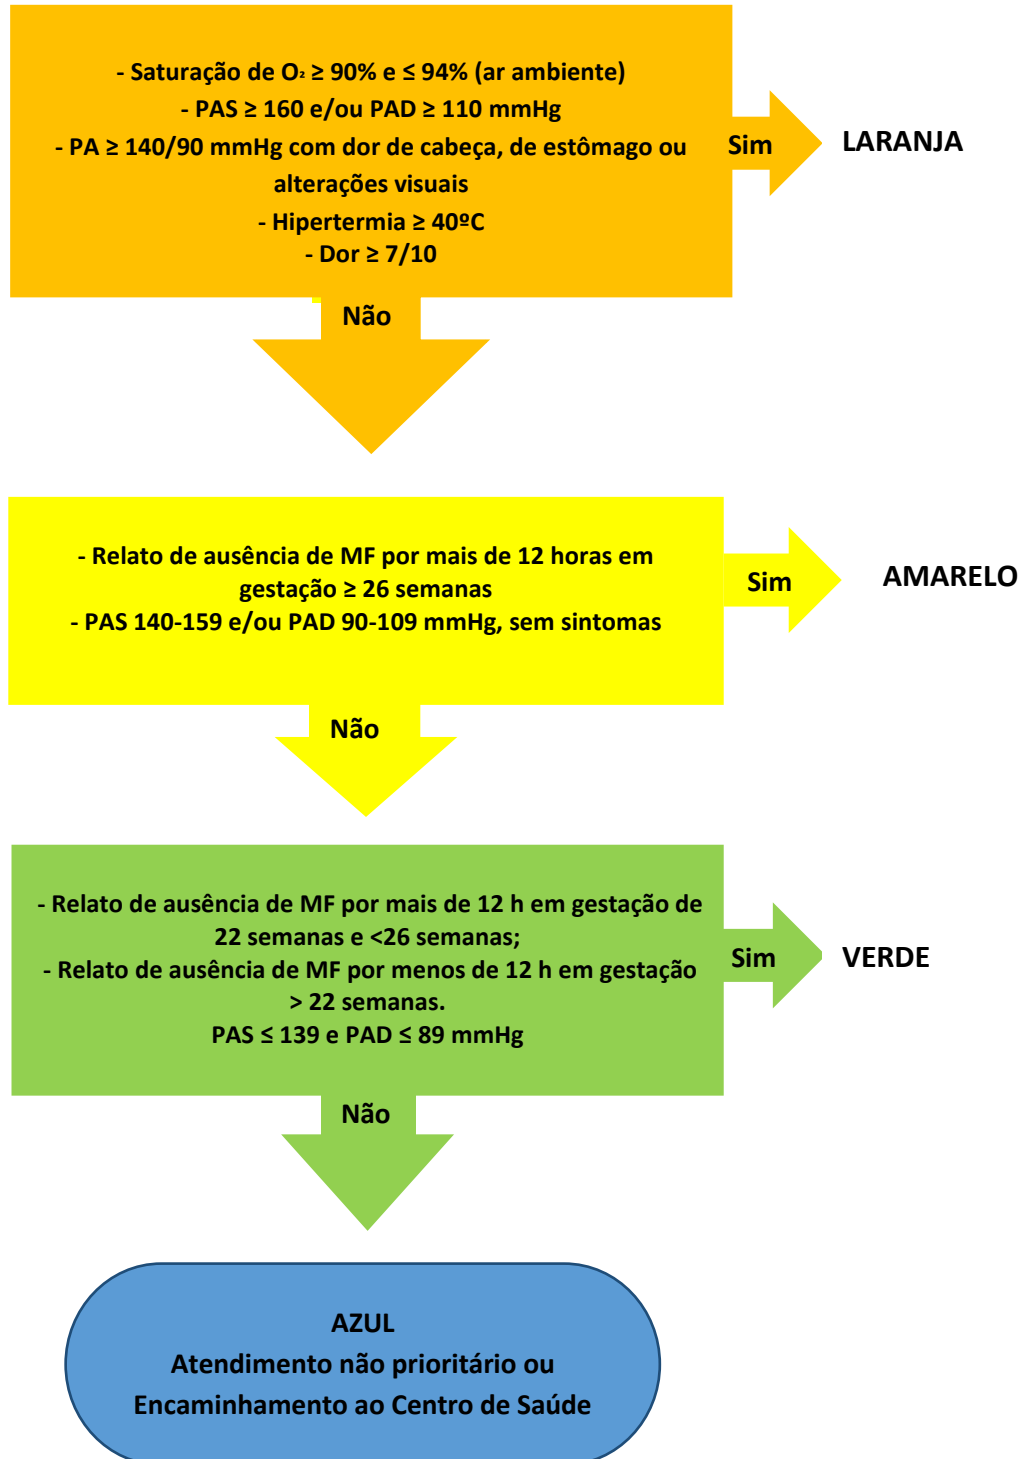 - Saturação de O₂ ≥ 90% e ≤ 94% (ar ambiente)
- PAS ≥ 160 e/ou PAD ≥ 110 mmHg
- PA ≥ 140/90 mmHg com dor de cabeça, de estômago ou
alterações visuais
- Hipertermia ≥ 40ºC
- Dor ≥ 7/10
Sim
LARANJA
Não
- Relato de ausência de MF por mais de 12 horas em
gestação ≥ 26 semanas
- PAS 140-159 e/ou PAD 90-109 mmHg, sem sintomas
Sim
AMARELO
Não
- Relato de ausência de MF por mais de 12 h em gestação de
22 semanas e <26 semanas;
- Relato de ausência de MF por menos de 12 h em gestação
> 22 semanas.
PAS ≤ 139 e PAD ≤ 89 mmHg
Sim
VERDE
Não
AZUL
Atendimento não prioritário ou
Encaminhamento ao Centro de Saúde